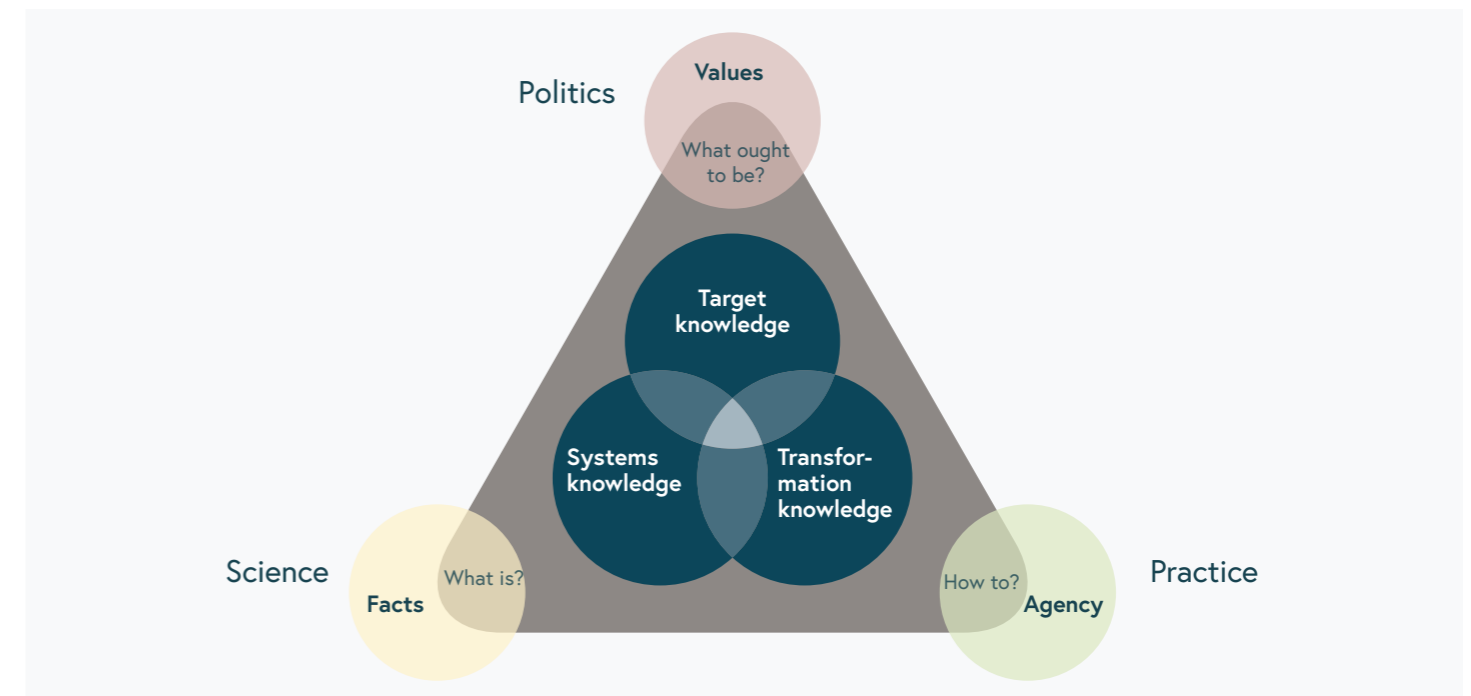 Values
Politics
What ought
to be?
Target
knowledge
Systems
knowledge
Transfor-
mation
knowledge
Science
What is?
Facts
How to?
Agency
Practice